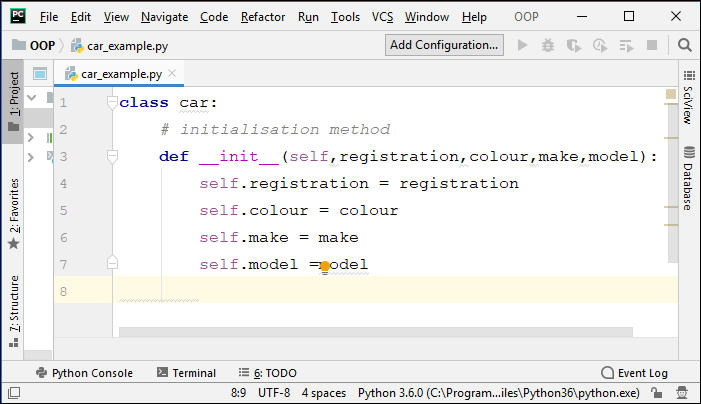 PC File Edit View Navigate Code Refactor Run Tools VCS Window Help OOP
OOP car_example.py Add Configuration...
car_example.py
1: Project
2: Favorites
7: Structure
1 class car:
2 # initialisation method
3 def __init__(self,registration,colour,make,model):
4 self.registration = registration
5 self.colour = colour
6 self.make = make
7 self.model =model
8
SciView
Database
Python Console Terminal 6: TODO Event Log
8:9 UTF-8 4 spaces Python 3.6.0 (C:\Program...iles\Python36\python.exe)